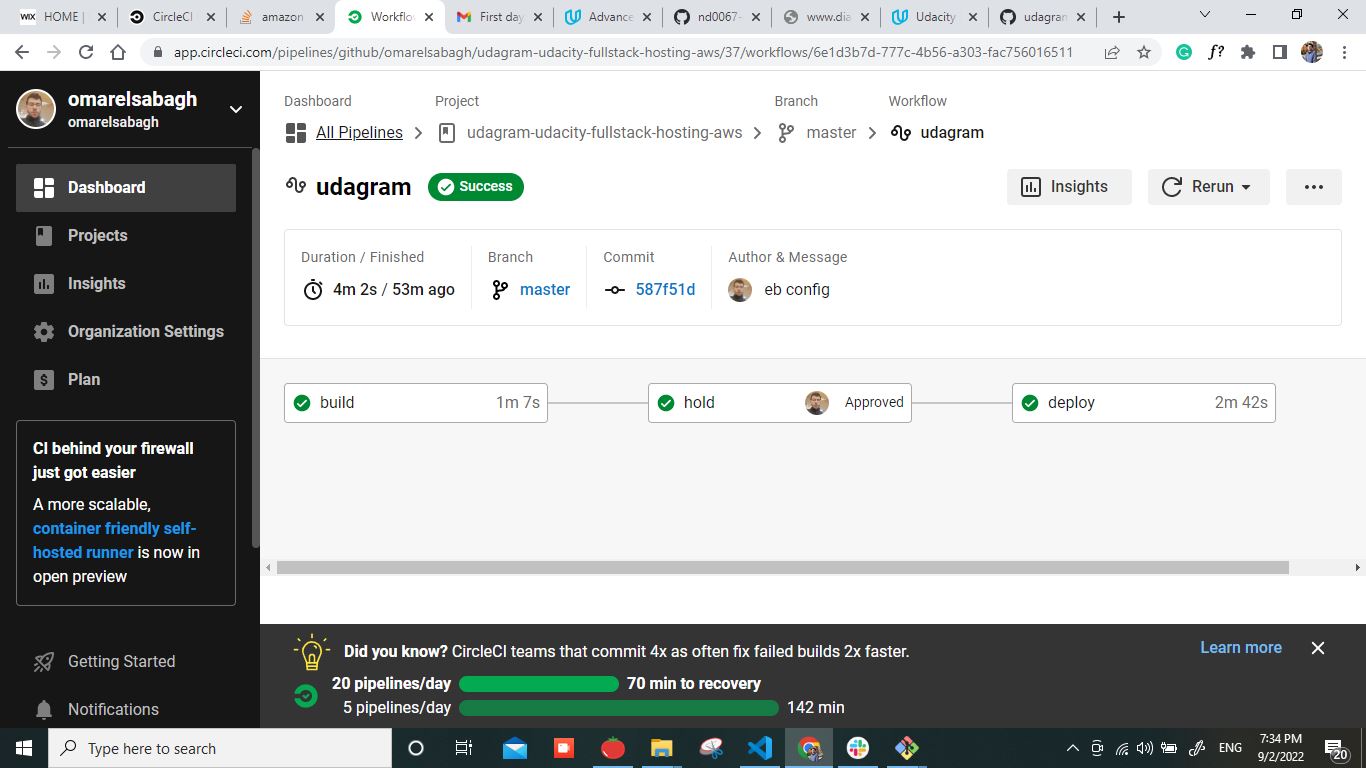 WIX HOME |
CircleCI
amazon
Workflo
First day
Advance
nd0067-
www.dia
Udacity
udagram
app.circleci.com/pipelines/github/omarelsabagh/udagram-udacity-fullstack-hosting-aws/37/workflows/6e1d3b7d-777c-4b56-a303-fac756016511
f?
omarelsabagh
omarelsabagh
Dashboard
Projects
Insights
Organization Settings
Plan
CI behind your firewall
just got easier
A more scalable,
container friendly self-
hosted runner is now in
open preview
Getting Started
Notifications
Dashboard Project Branch Workflow
All Pipelines udagram-udacity-fullstack-hosting-aws master udagram
udagram Success Insights Rerun
Duration / Finished Branch Commit Author & Message
4m 2s / 53m ago master 587f51d eb config
build 1m 7s hold Approved deploy 2m 42s
Did you know? CircleCI teams that commit 4x as often fix failed builds 2x faster. Learn more
20 pipelines/day 70 min to recovery
5 pipelines/day 142 min
Type here to search
ENG
7:34 PM
9/2/2022
20